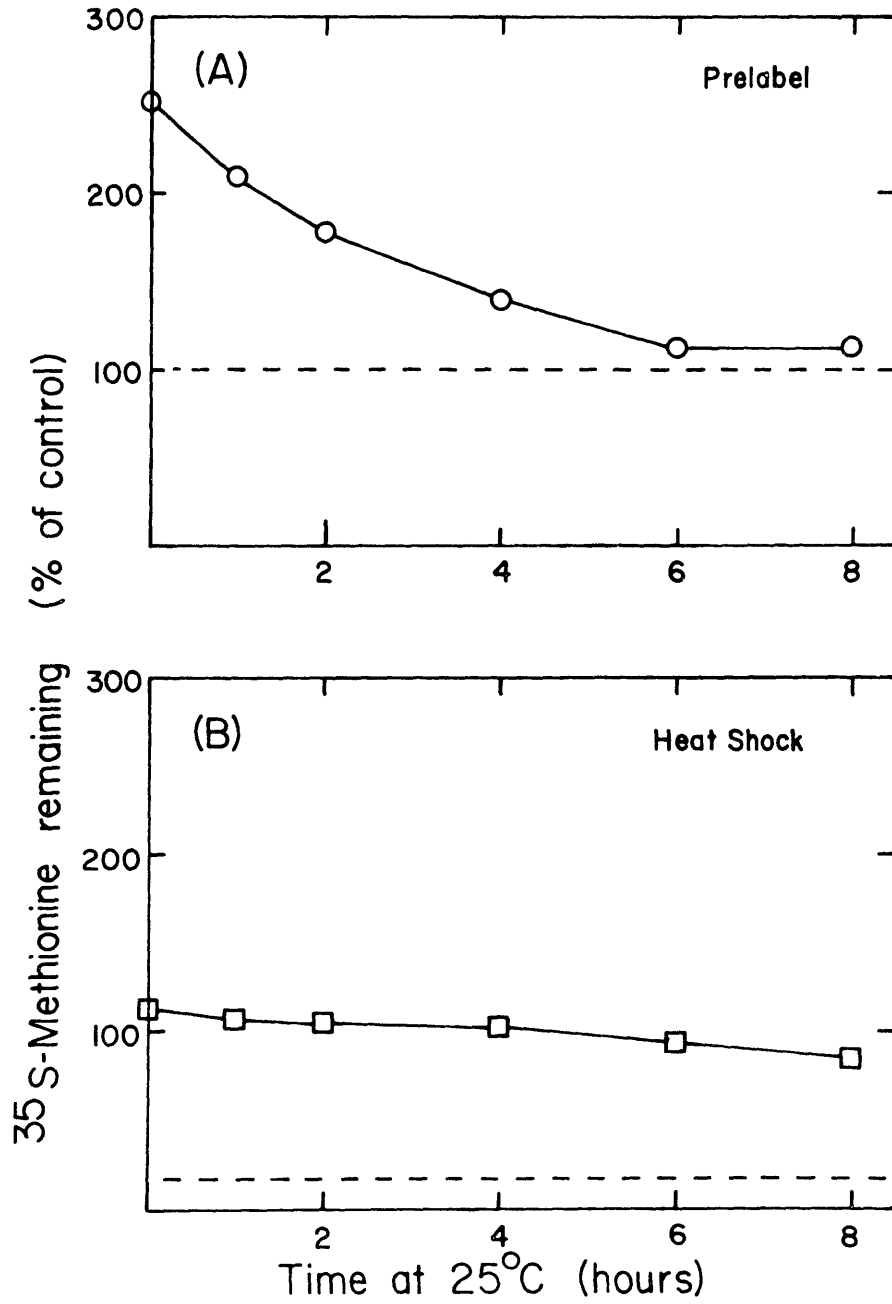 300
(A)
Prelabel
200
100
2
4
6
8
300
(B)
Heat Shock
200
100
2
4
6
8
Time at 25°C (hours)
35S-Methionine remaining (% of control)